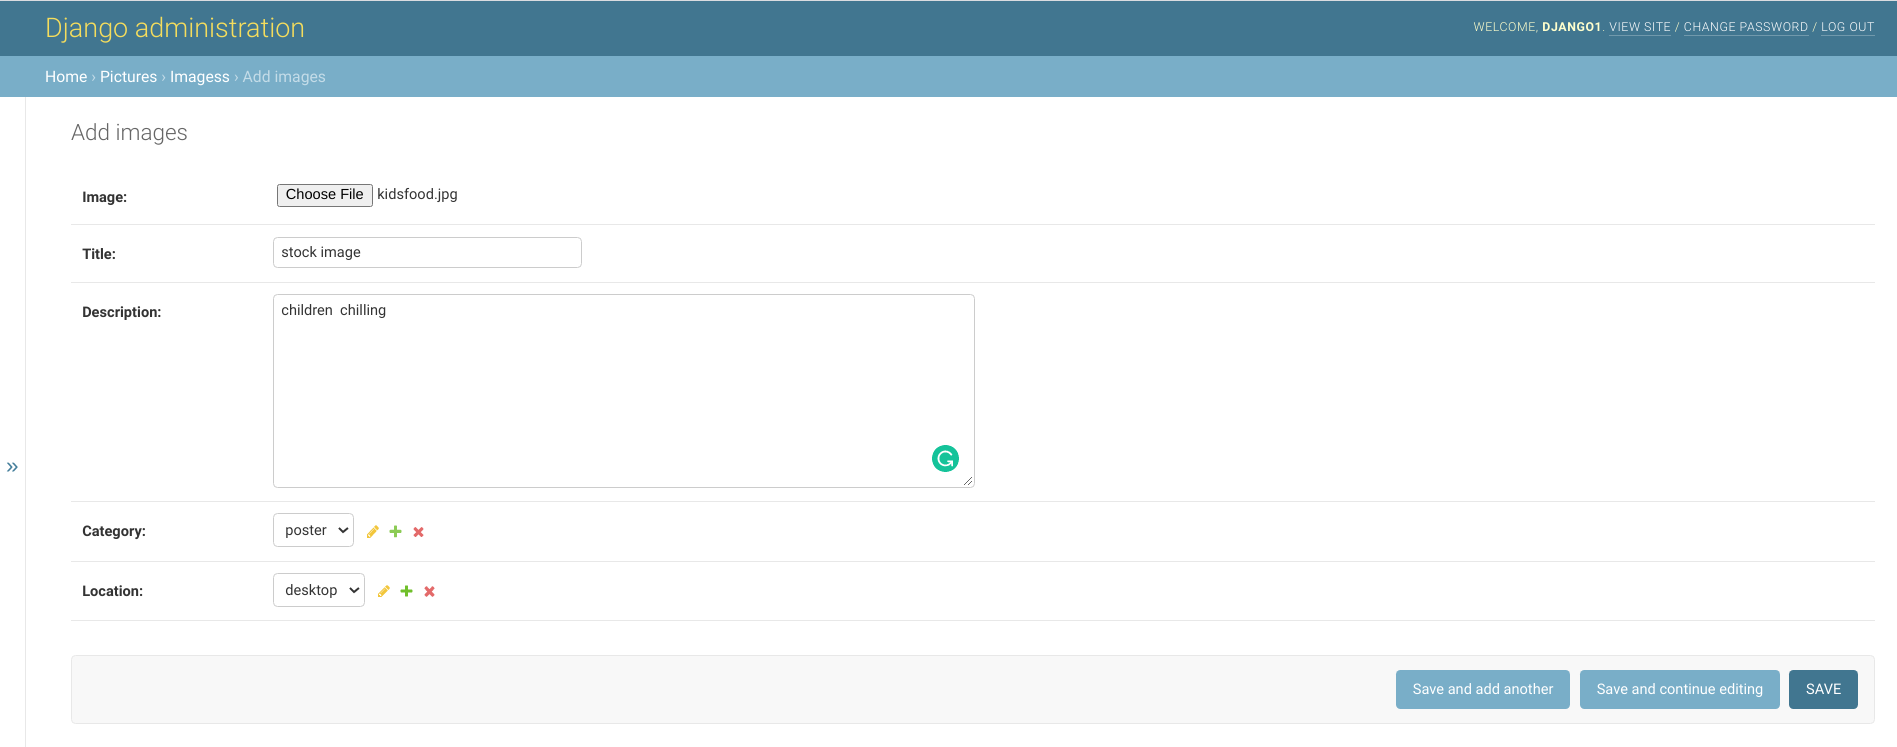 Django administration
WELCOME, DJANGO1. VIEW SITE / CHANGE PASSWORD / LOG OUT
Home › Pictures › Imagess › Add images
Add images
Image: Choose File kidsfood.jpg
Title: stock image
Description: children  chilling
Category: poster
Location: desktop
Save and add another Save and continue editing SAVE